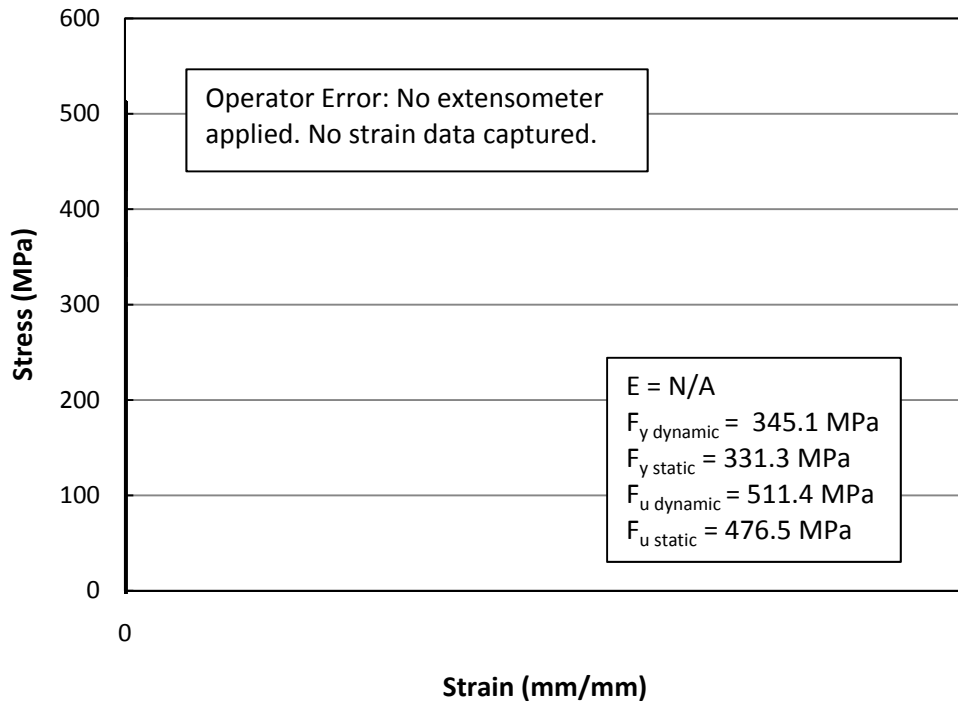 600
500
400
300
200
100
0
0
Stress (MPa)
Strain (mm/mm)
Operator Error: No extensometer
applied. No strain data captured.
E = N/A
Fy dynamic = 345.1 MPa
Fy static = 331.3 MPa
Fu dynamic = 511.4 MPa
Fu static = 476.5 MPa